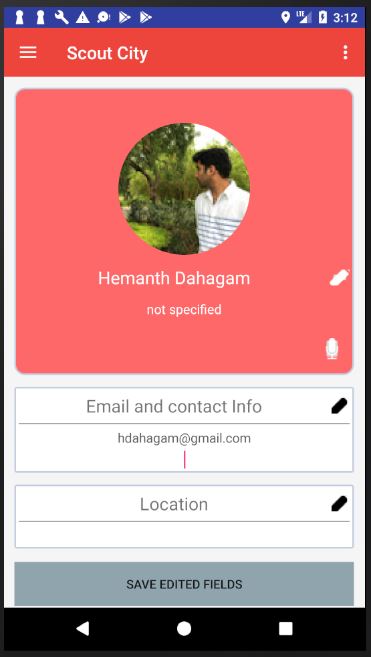 LTE 3:12
Scout City
Hemanth Dahagam
not specified
Email and contact Info
hdahagam@gmail.com
Location
SAVE EDITED FIELDS